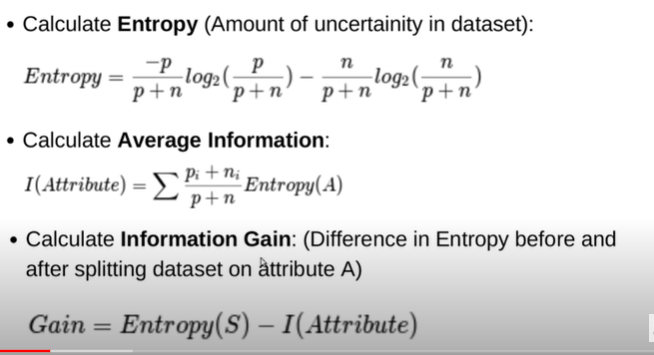 • Calculate Entropy (Amount of uncertainity in dataset):
Entropy = \frac{-p}{p+n} log_2(\frac{p}{p+n}) - \frac{n}{p+n} log_2(\frac{n}{p+n})
• Calculate Average Information:
I(Attribute) = \sum \frac{p_i+n_i}{p+n} Entropy(A)
• Calculate Information Gain: (Difference in Entropy before and
after splitting dataset on attribute A)
Gain = Entropy(S) - I(Attribute)